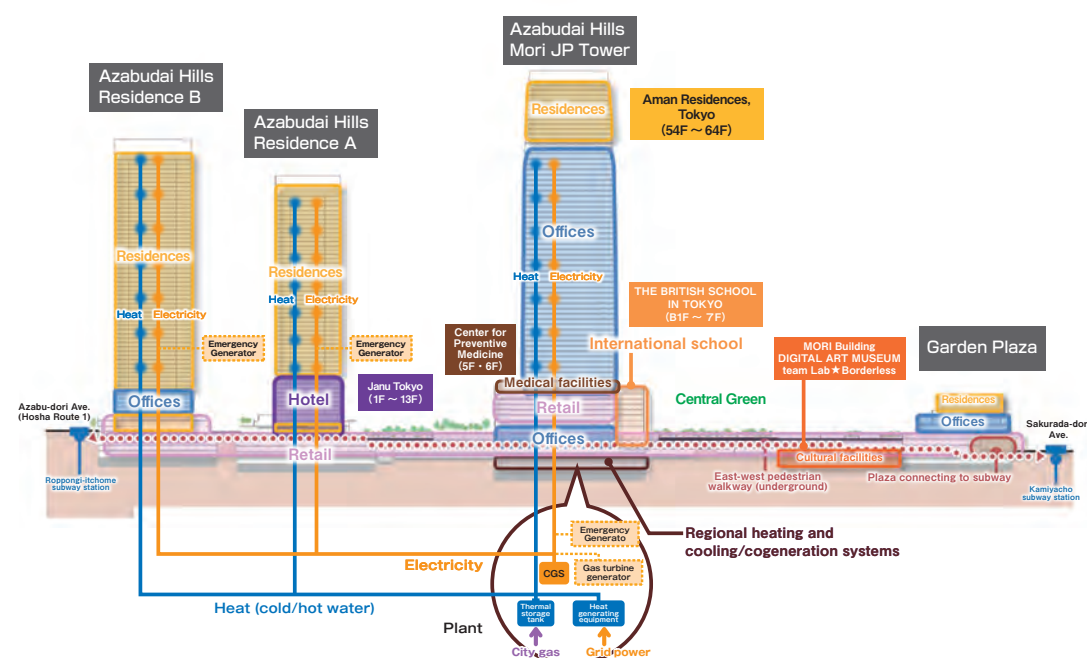 Azabudai Hills
Mori JP Tower
Azabudai Hills
Residence B
Azabudai Hills
Residence A
Residences
Aman Residences,
Tokyo
(54F ~ 64F)
Offices
Residences
Residences
Heat
Electricity
Heat
Electricity
Heat
Electricity
THE BRITISH SCHOOL
IN TOKYO
(B1F ~ 7F)
Emergency
Generator
Emergency
Generator
Center for
Preventive
Medicine
(5F・6F)
International school
MORI Building
DIGITAL ART MUSEUM
team Lab★Borderless
Garden Plaza
Janu Tokyo
(1F ~ 13F)
Medical facilities
Offices
Hotel
Retail
Central Green
Residences
Offices
Azabu-dori Ave.
(Hosha Route 1)
Sakurada-dori
Ave.
Offices
Retail
Cultural facilities
Roppongi-itchome
subway station
East-west pedestrian
walkway (underground)
Plaza connecting to subway
Kamiyacho
subway station
Emergency
Generato
Regional heating and
cooling/cogeneration systems
Electricity
CGS
Gas turbine
generator
Heat (cold/hot water)
Thermal
storage
tank
Heat
generating
equipment
Plant
City gas
Grid power